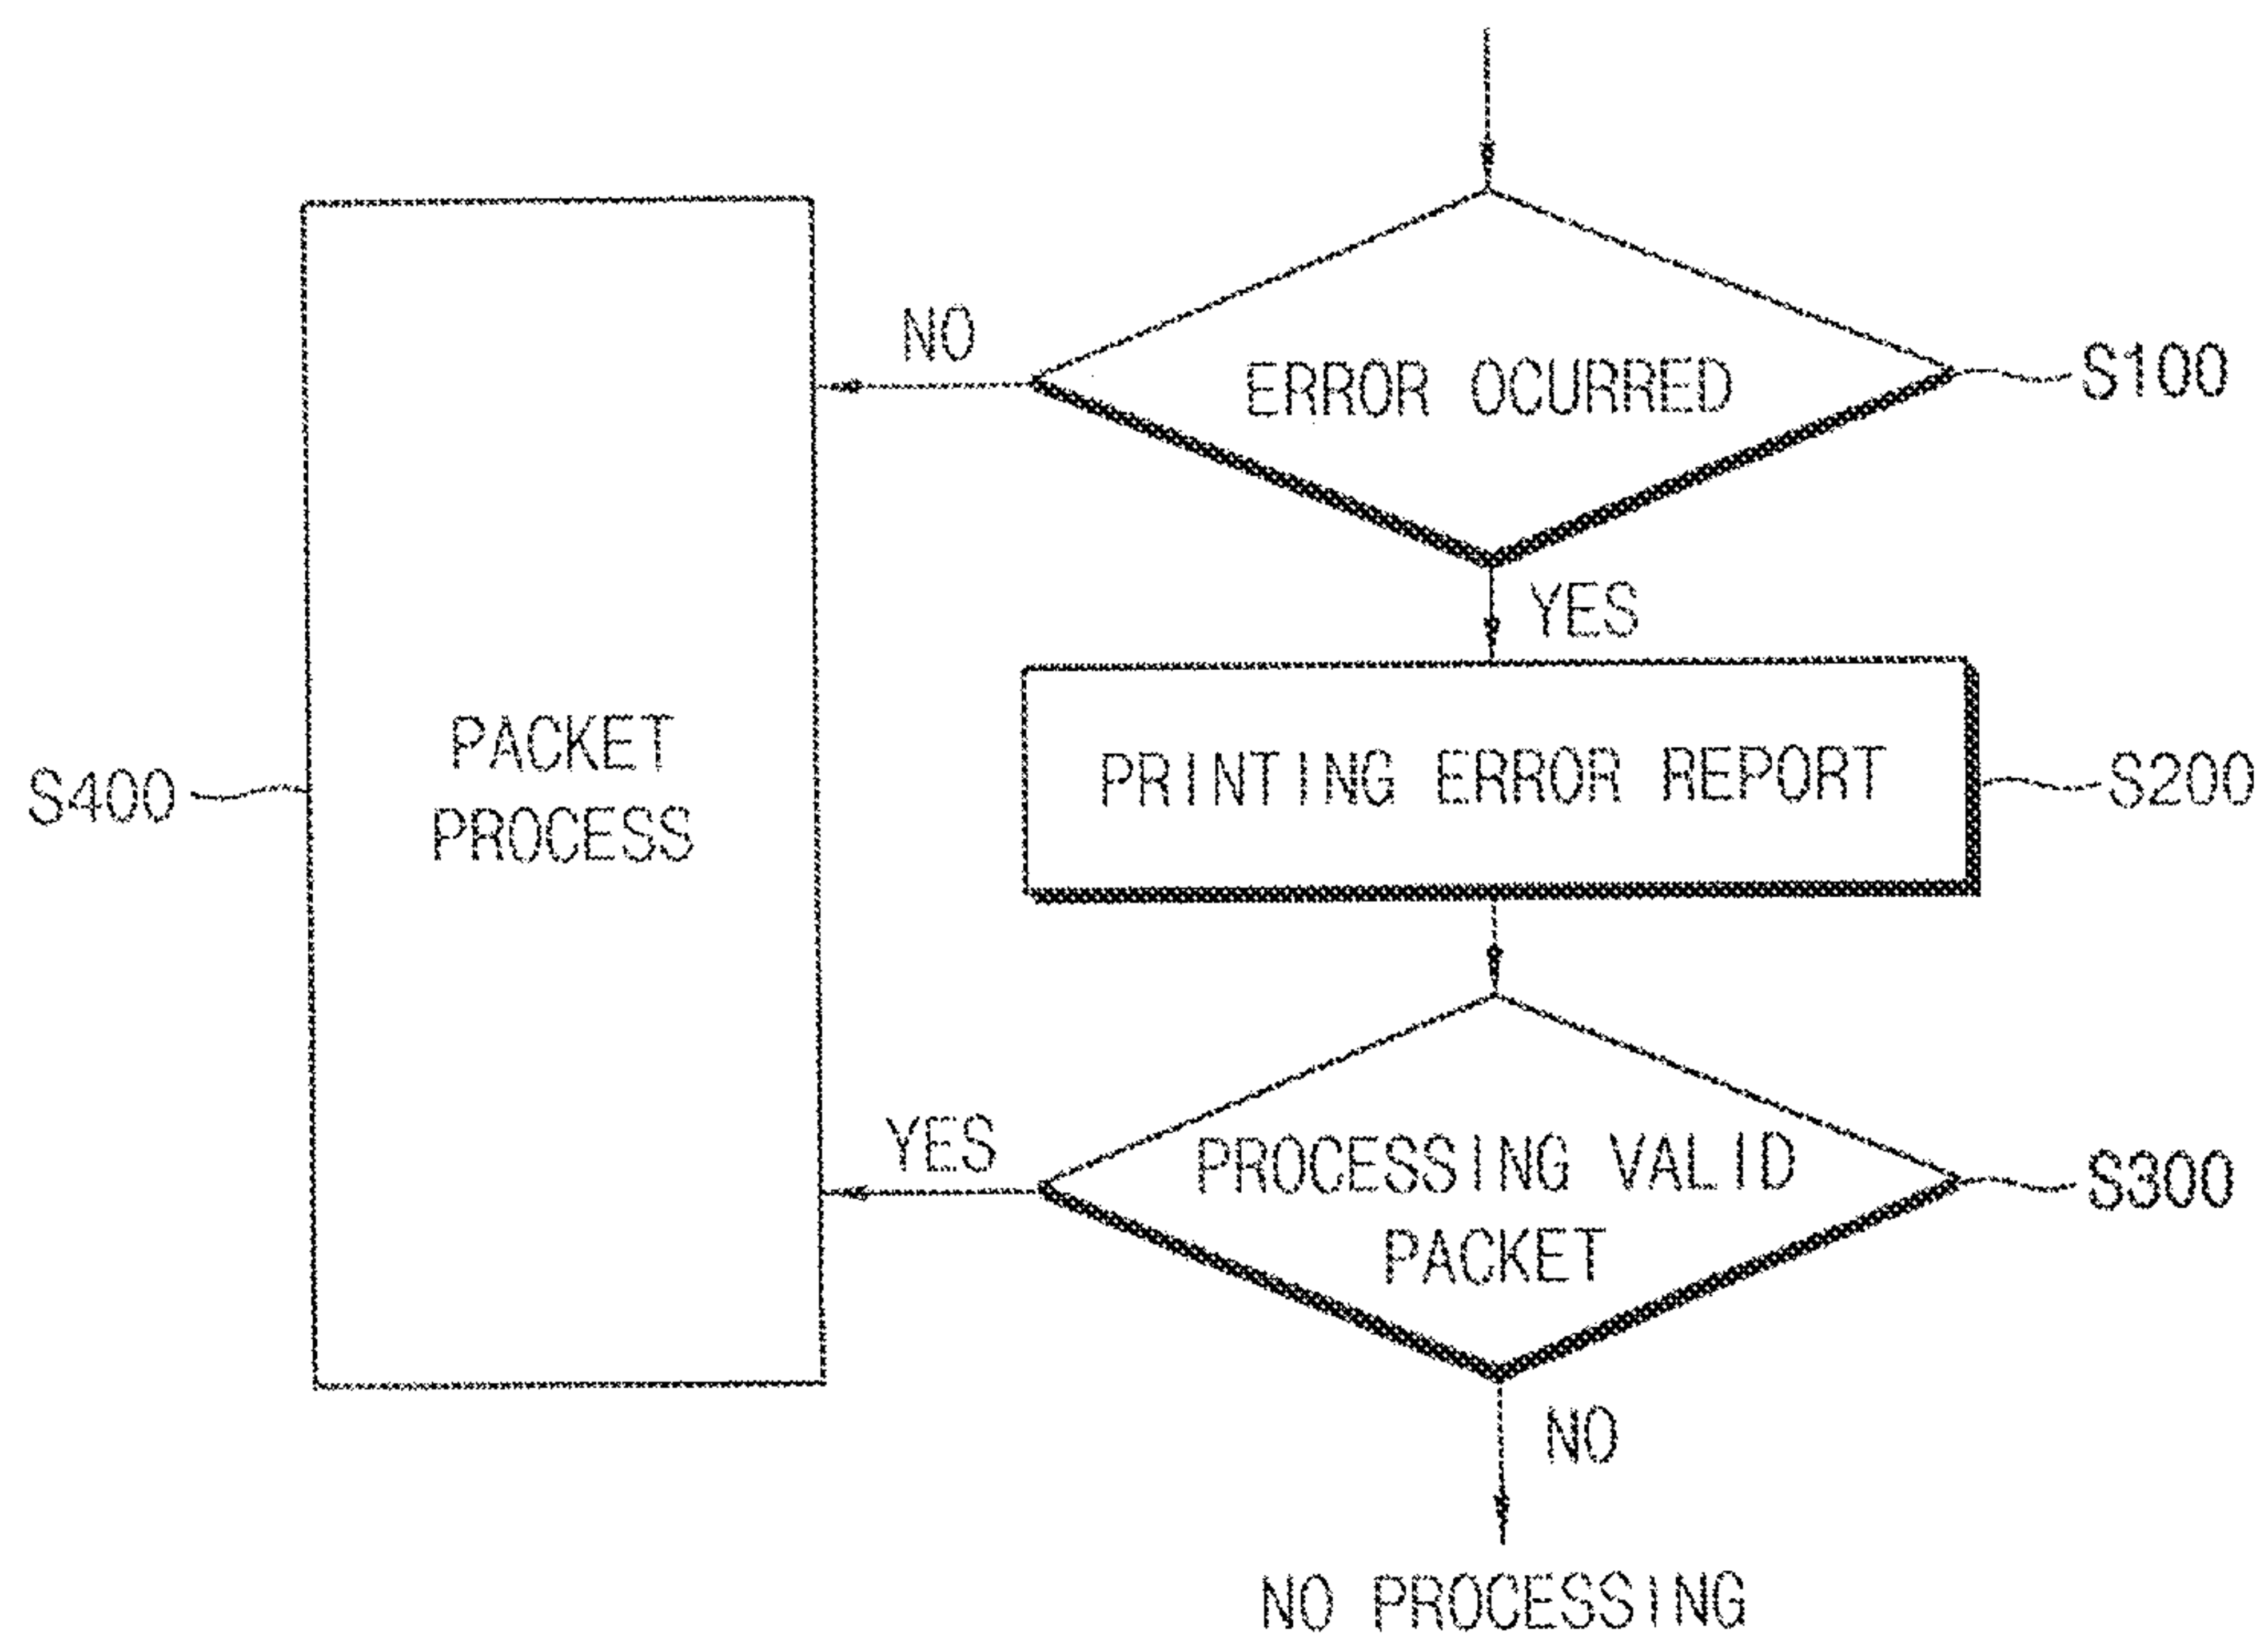 NO
ERROR OCURRED
S100
YES
PRINTING ERROR REPORT
S200
PACKET
PROCESS
S400
YES
PROCESSING VALID
PACKET
S300
NO
NO PROCESSING